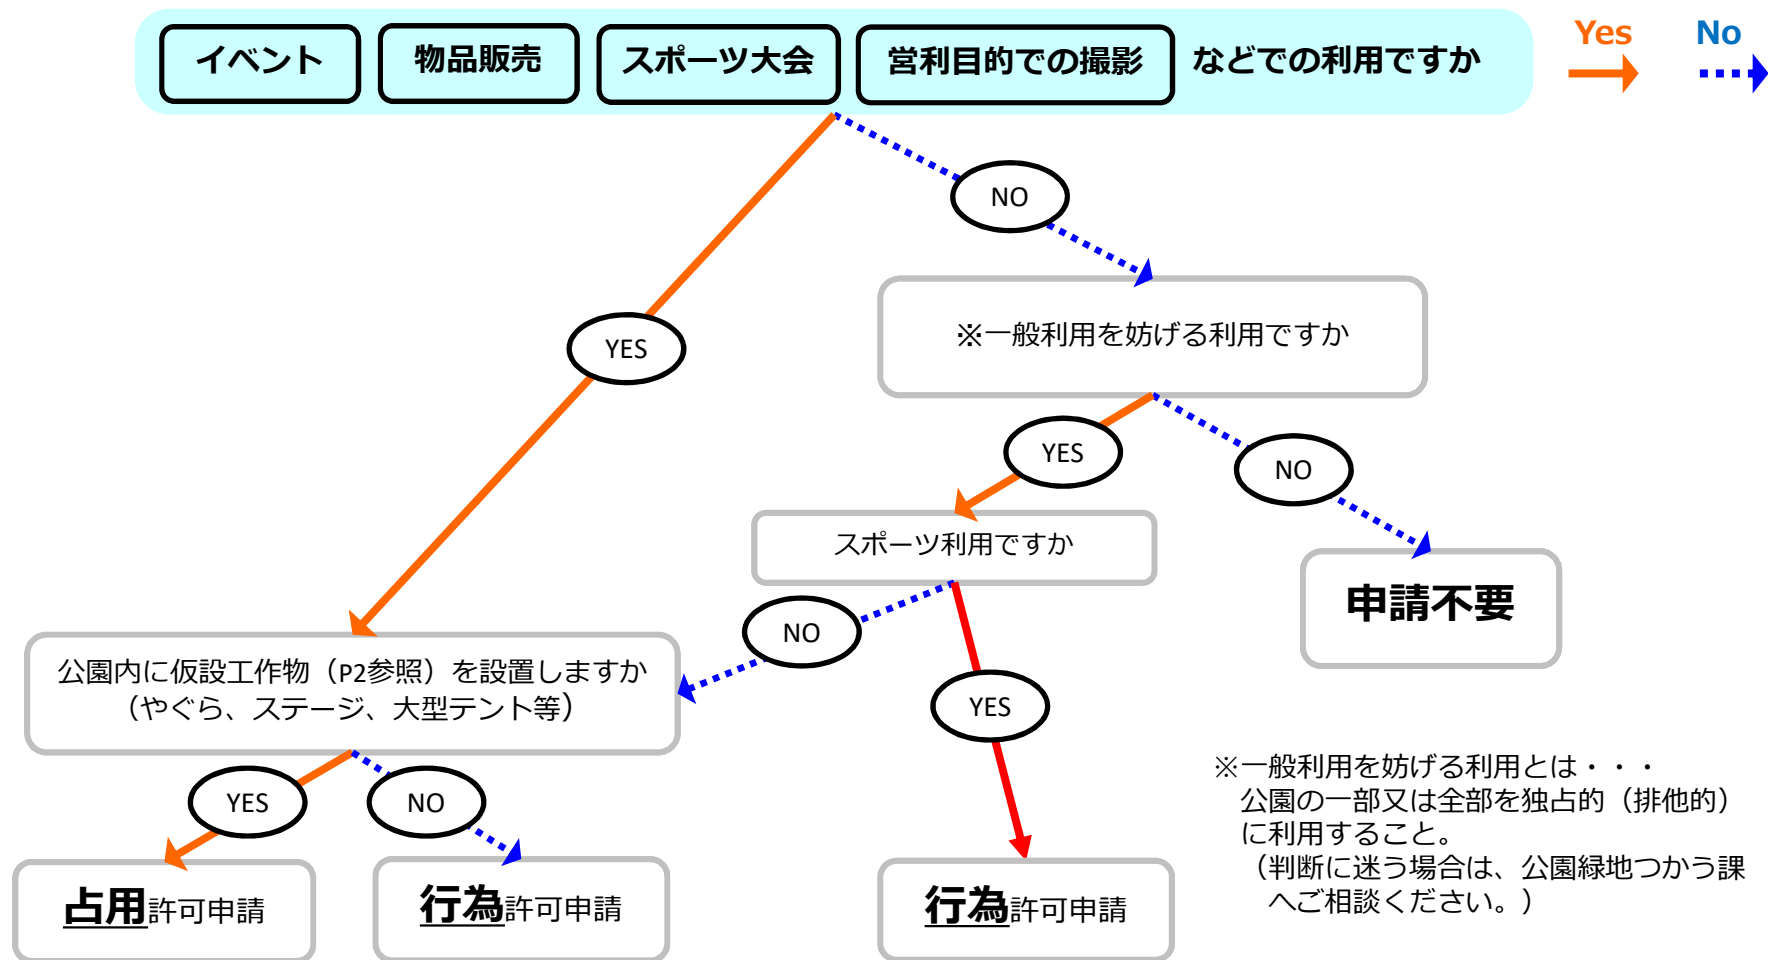 イベント 物品販売 スポーツ大会 営利目的での撮影 などでの利用ですか
Yes No
NO
※一般利用を妨げる利用ですか
YES
YES
NO
スポーツ利用ですか
申請不要
NO
公園内に仮設工作物（P2参照）を設置しますか
（やぐら、ステージ、大型テント等）
YES
YES
NO
※一般利用を妨げる利用とは・・・
公園の一部又は全部を独占的（排他的）
に利用すること。
（判断に迷う場合は、公園緑地つかう課
へご相談ください。）
占用許可申請
行為許可申請
行為許可申請